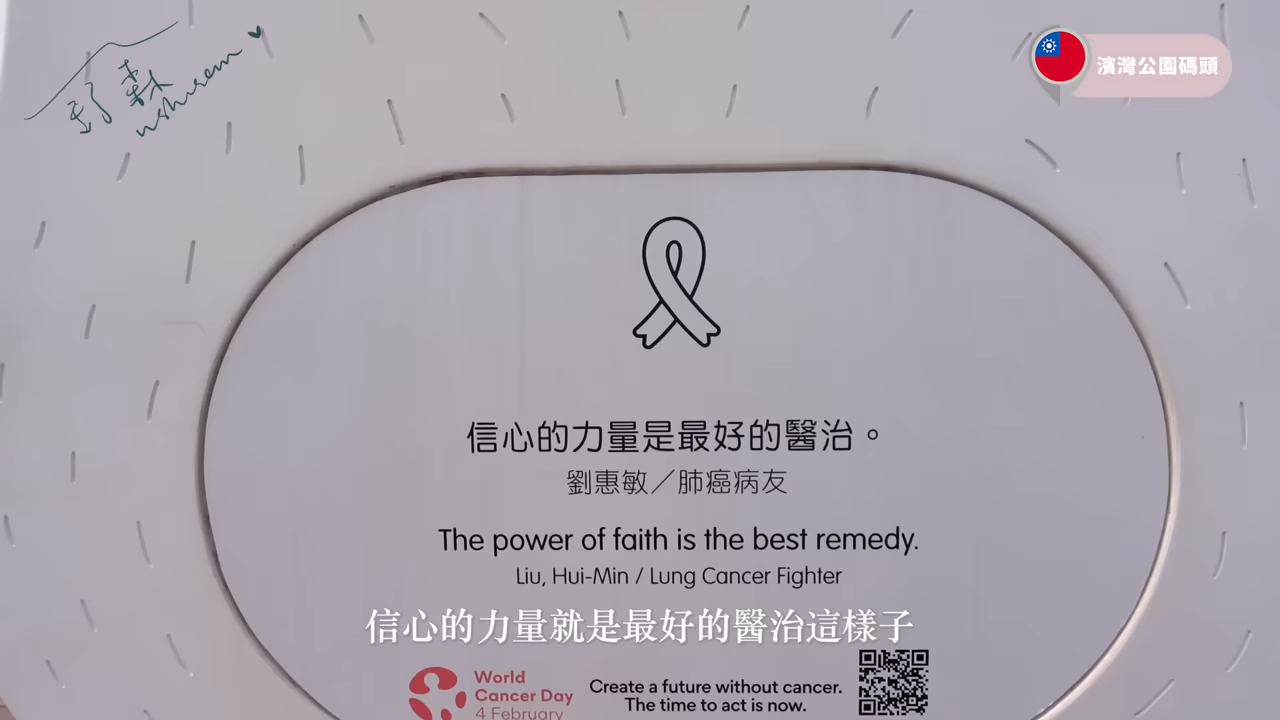 濱灣公園碼頭
信心的力量是最好的醫治。
劉惠敏／肺癌病友
The power of faith is the best remedy.
Liu, Hui-Min / Lung Cancer Fighter
信心的力量就是最好的醫治這樣子
World
Cancer Day
4 February
Create a future without cancer.
The time to act is now.